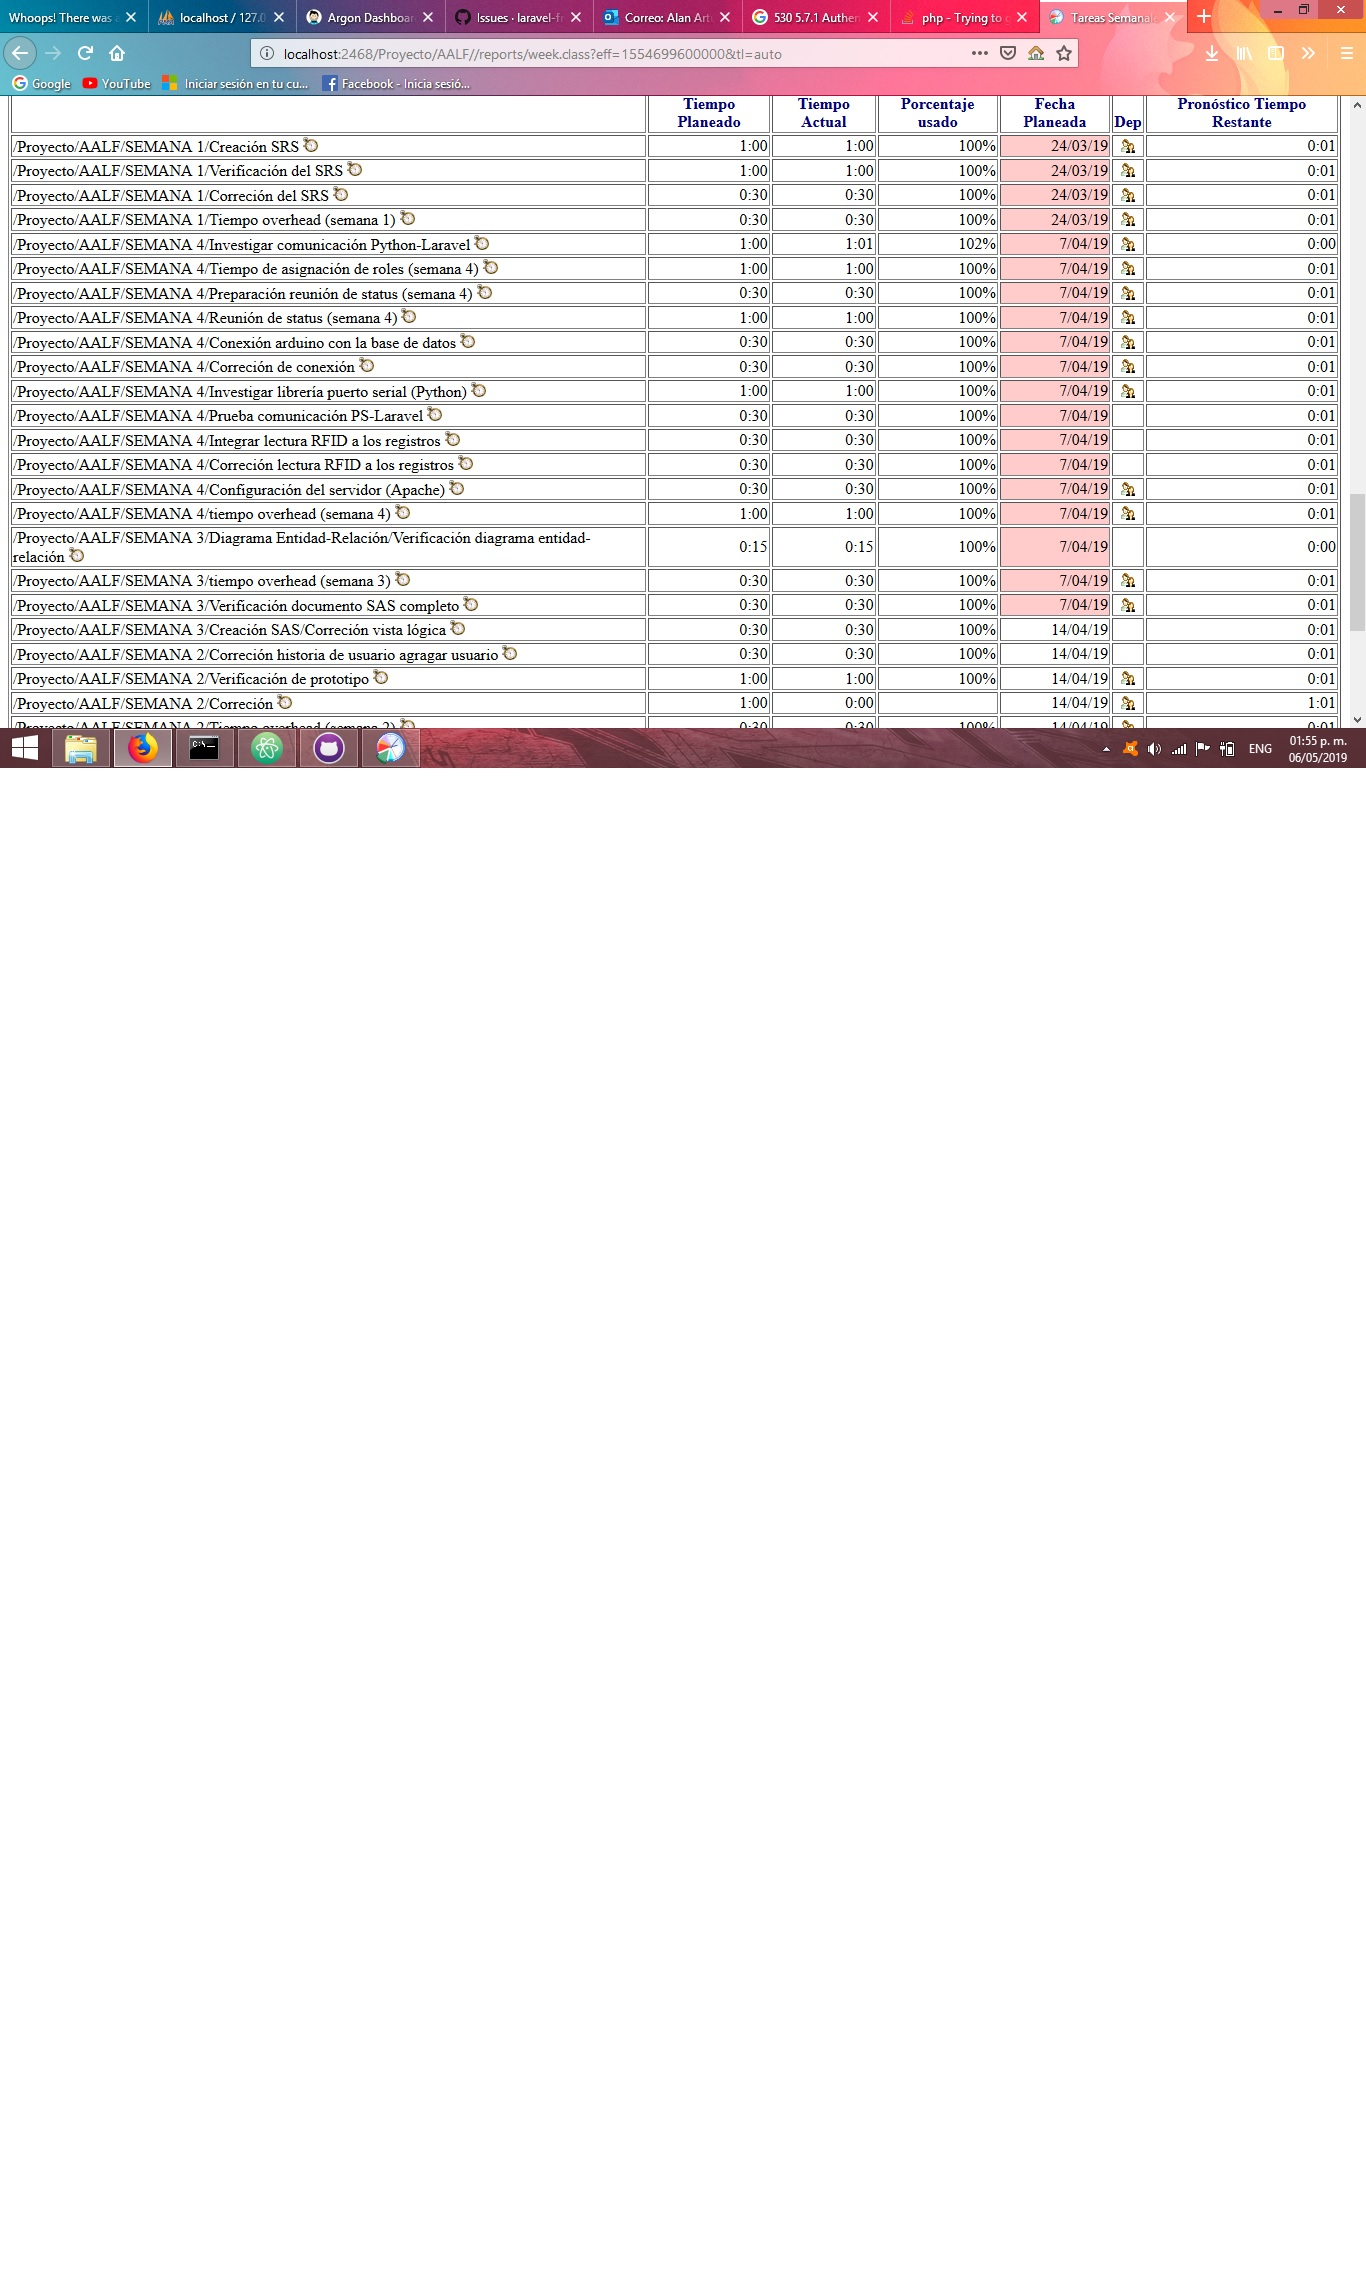 Whoops! There was
localhost / 127.0
Argon Dashboar
Issues · laravel-f
Correo: Alan Art
530 5.7.1 Authen
php - Trying to
Tareas Semanal
localhost:2468/Proyecto/AALF//reports/week.class?eff=1554699600000&tl=auto
Google YouTube Iniciar sesión en tu cu... Facebook - Inicia sesió...
Tiempo Planeado
Tiempo Actual
Porcentaje usado
Fecha Planeada
Dep
Pronóstico Tiempo Restante
/Proyecto/AALF/SEMANA 1/Creación SRS 1:00 1:00 100% 24/03/19 0:01
/Proyecto/AALF/SEMANA 1/Verificación del SRS 1:00 1:00 100% 24/03/19 0:01
/Proyecto/AALF/SEMANA 1/Correción del SRS 0:30 0:30 100% 24/03/19 0:01
/Proyecto/AALF/SEMANA 1/Tiempo overhead (semana 1) 0:30 0:30 100% 24/03/19 0:01
/Proyecto/AALF/SEMANA 4/Investigar comunicación Python-Laravel 1:00 1:01 102% 7/04/19 0:00
/Proyecto/AALF/SEMANA 4/Tiempo de asignación de roles (semana 4) 1:00 1:00 100% 7/04/19 0:01
/Proyecto/AALF/SEMANA 4/Preparación reunión de status (semana 4) 0:30 0:30 100% 7/04/19 0:01
/Proyecto/AALF/SEMANA 4/Reunión de status (semana 4) 1:00 1:00 100% 7/04/19 0:01
/Proyecto/AALF/SEMANA 4/Conexión arduino con la base de datos 0:30 0:30 100% 7/04/19 0:01
/Proyecto/AALF/SEMANA 4/Correción de conexión 0:30 0:30 100% 7/04/19 0:01
/Proyecto/AALF/SEMANA 4/Investigar librería puerto serial (Python) 1:00 1:00 100% 7/04/19 0:01
/Proyecto/AALF/SEMANA 4/Prueba comunicación PS-Laravel 0:30 0:30 100% 7/04/19 0:01
/Proyecto/AALF/SEMANA 4/Integrar lectura RFID a los registros 0:30 0:30 100% 7/04/19 0:01
/Proyecto/AALF/SEMANA 4/Correción lectura RFID a los registros 0:30 0:30 100% 7/04/19 0:01
/Proyecto/AALF/SEMANA 4/Configuración del servidor (Apache) 0:30 0:30 100% 7/04/19 0:01
/Proyecto/AALF/SEMANA 4/tiempo overhead (semana 4) 1:00 1:00 100% 7/04/19 0:01
/Proyecto/AALF/SEMANA 3/Diagrama Entidad-Relación/Verificación diagrama entidad-
relación 0:15 0:15 100% 7/04/19 0:00
/Proyecto/AALF/SEMANA 3/tiempo overhead (semana 3) 0:30 0:30 100% 7/04/19 0:01
/Proyecto/AALF/SEMANA 3/Verificación documento SAS completo 0:30 0:30 100% 7/04/19 0:01
/Proyecto/AALF/SEMANA 3/Creación SAS/Correción vista lógica 0:30 0:30 100% 14/04/19 0:01
/Proyecto/AALF/SEMANA 2/Correción historia de usuario agragar usuario 0:30 0:30 100% 14/04/19 0:01
/Proyecto/AALF/SEMANA 2/Verificación de prototipo 1:00 1:00 100% 14/04/19 0:01
/Proyecto/AALF/SEMANA 2/Correción 1:00 0:00 14/04/19 1:01
/Proyecto/AALF/SEMANA 2/Tiempo overhead (semana 2) 0:30 0:30 100% 14/04/19 0:01
ENG
01:55 p. m.
06/05/2019